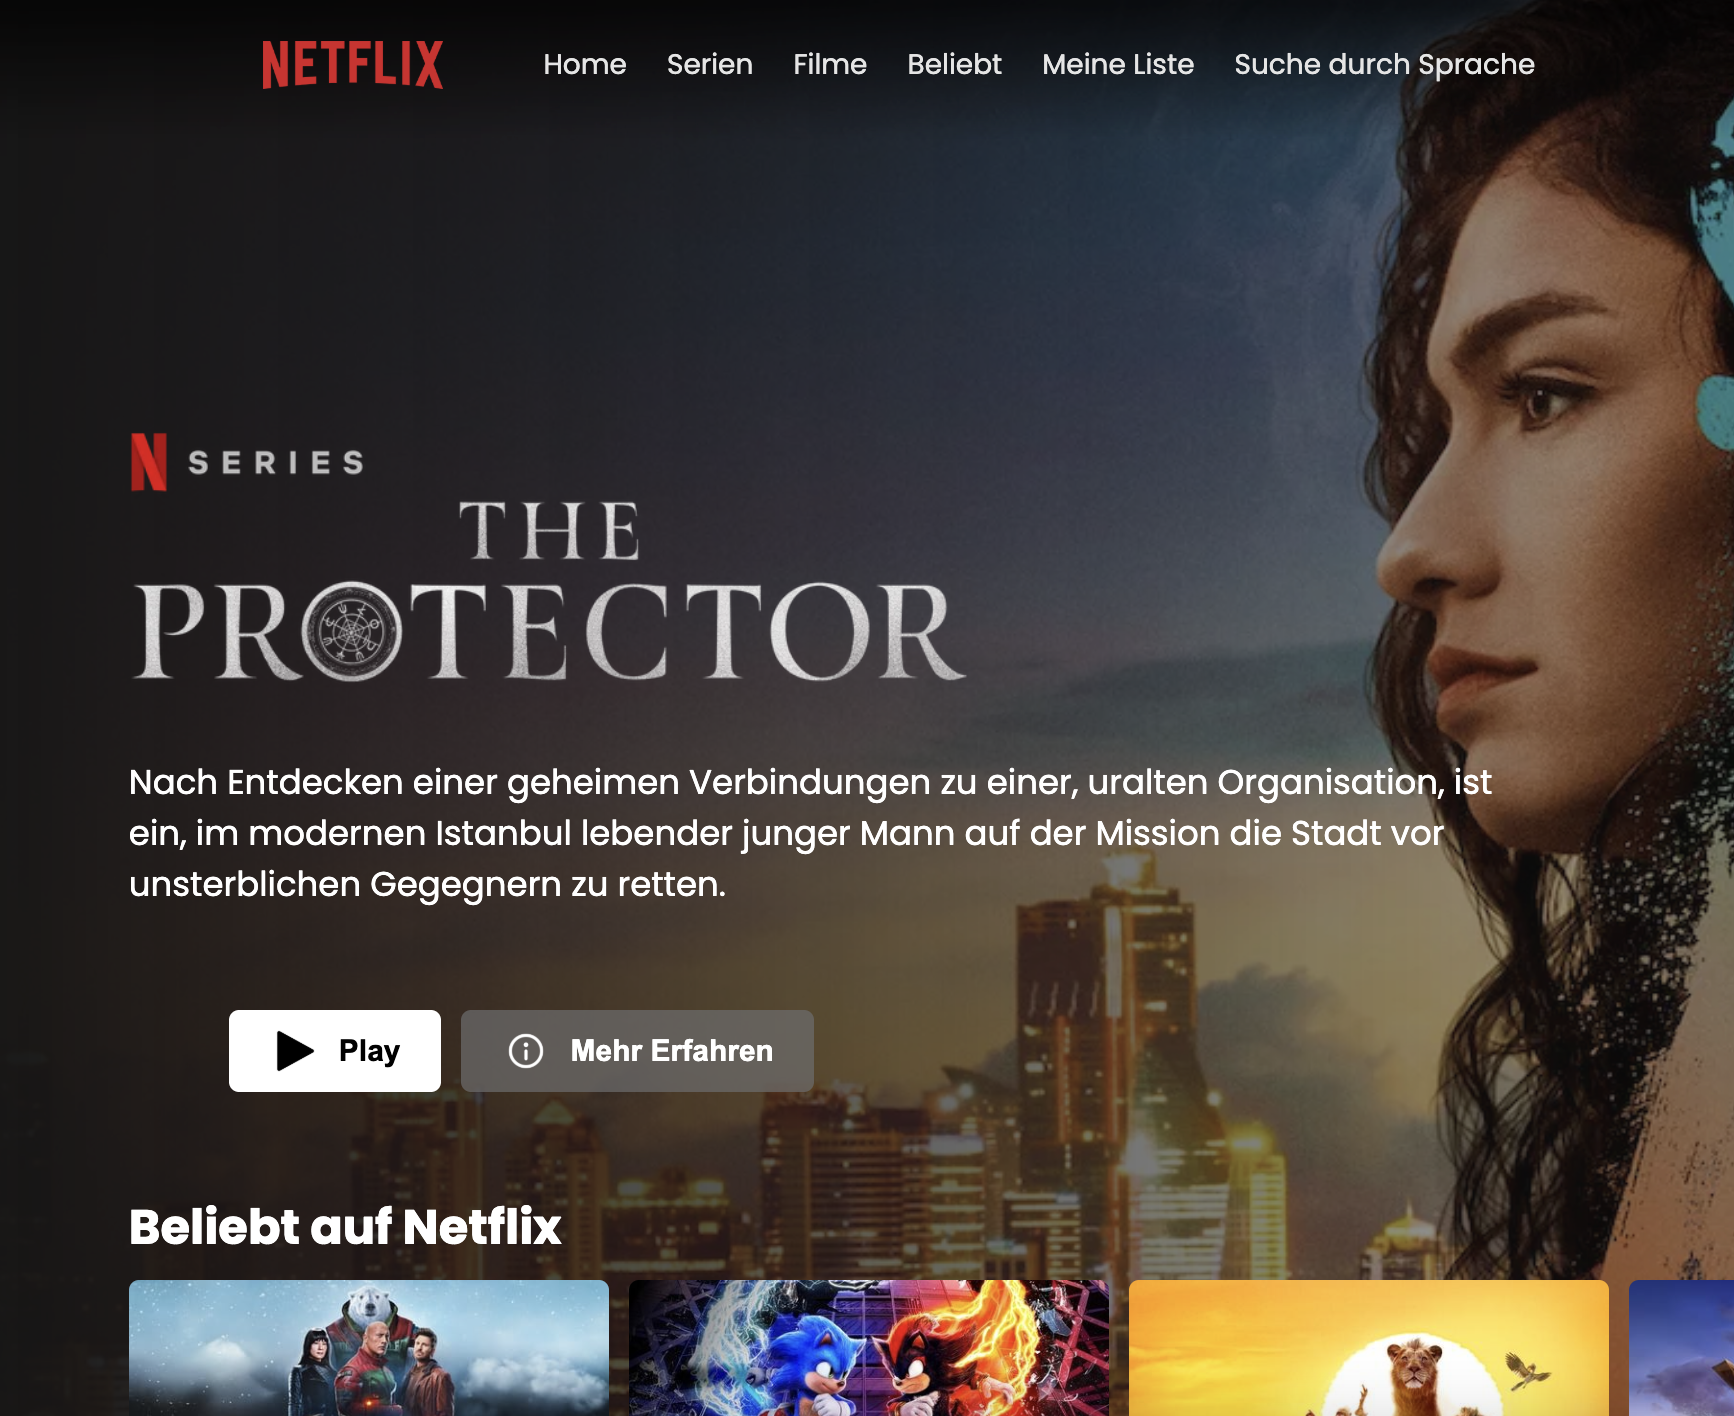 NETFLIX Home Serien Filme Beliebt Meine Liste Suche durch Sprache
N SERIES
THE
PROTECTOR
Nach Entdecken einer geheimen Verbindungen zu einer, uralten Organisation, ist
ein, im modernen Istanbul lebender junger Mann auf der Mission die Stadt vor
unsterblichen Gegegnern zu retten.
Play Mehr Erfahren
Beliebt auf Netflix